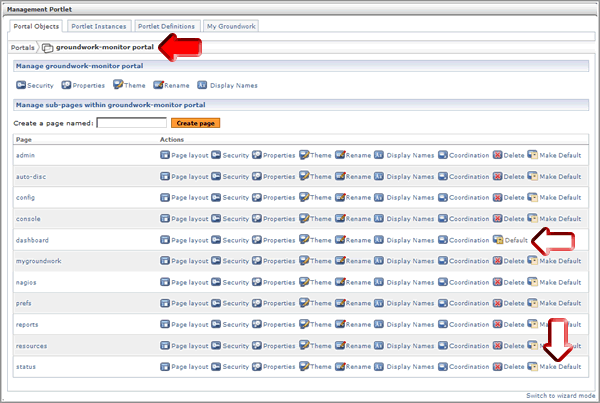 Management Portlet
Portal Objects Portlet Instances Portlet Definitions My Groundwork
Portals groundwork-monitor portal
Manage groundwork-monitor portal
Security Properties Theme Rename Display Names
Manage sub-pages within groundwork-monitor portal
Create a page named: Create page
Page Actions
admin Page layout Security Properties Theme Rename Display Names Coordination Delete Make Default
auto-disc Page layout Security Properties Theme Rename Display Names Coordination Delete Make Default
config Page layout Security Properties Theme Rename Display Names Coordination Delete Make Default
console Page layout Security Properties Theme Rename Display Names Coordination Delete Make Default
dashboard Page layout Security Properties Theme Rename Display Names Coordination Default
mygroundwork Page layout Security Properties Theme Rename Display Names Coordination Delete Make Default
nagios Page layout Security Properties Theme Rename Display Names Coordination Delete Make Default
prefs Page layout Security Properties Theme Rename Display Names Coordination Delete Make Default
reports Page layout Security Properties Theme Rename Display Names Coordination Delete Make Default
resources Page layout Security Properties Theme Rename Display Names Coordination Delete Make Default
status Page layout Security Properties Theme Rename Display Names Coordination Delete Make Default
Switch to wizard mode